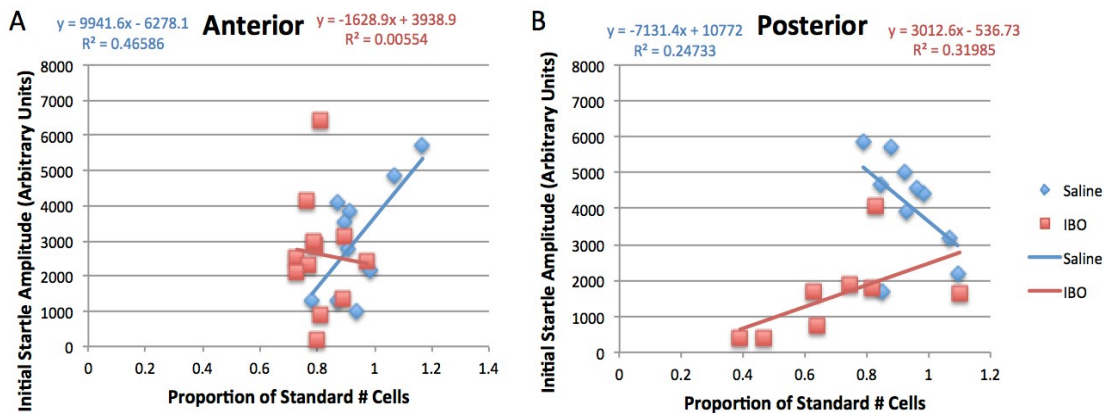 A
y = 9941.6x - 6278.1
R² = 0.46586
Anterior
y = -1628.9x + 3938.9
R² = 0.00554
Initial Startle Amplitude (Arbitrary Units)
8000
7000
6000
5000
4000
3000
2000
1000
0
0 0.2 0.4 0.6 0.8 1 1.2 1.4
Proportion of Standard # Cells
B
y = -7131.4x + 10772
R² = 0.24733
Posterior
y = 3012.6x - 536.73
R² = 0.31985
Initial Startle Amplitude (Arbitrary Units)
8000
7000
6000
5000
4000
3000
2000
1000
0
0 0.2 0.4 0.6 0.8 1 1.2
Proportion of Standard # Cells
Saline
IBO
Saline
IBO